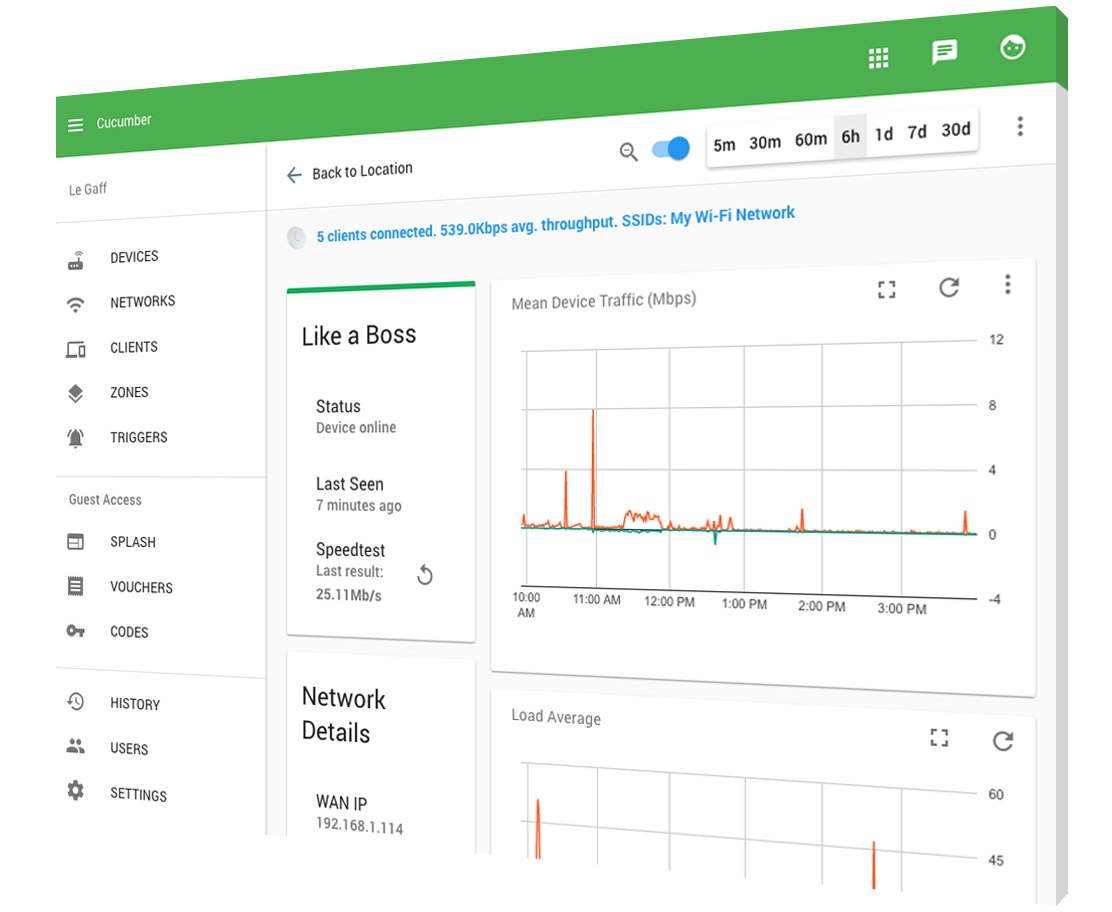 Cucumber
Le Gaff
DEVICES
NETWORKS
CLIENTS
ZONES
TRIGGERS
Guest Access
SPLASH
VOUCHERS
CODES
HISTORY
USERS
SETTINGS
Back to Location
5m 30m 60m 6h 1d 7d 30d
5 clients connected. 539.0Kbps avg. throughput. SSIDs: My Wi-Fi Network
Like a Boss
Status
Device online
Last Seen
7 minutes ago
Speedtest
Last result:
25.11Mb/s
Network
Details
WAN IP
192.168.1.114
Mean Device Traffic (Mbps)
12
8
4
0
-4
10:00
AM
11:00 AM
12:00 PM
1:00 PM
2:00 PM
3:00 PM
Load Average
60
45